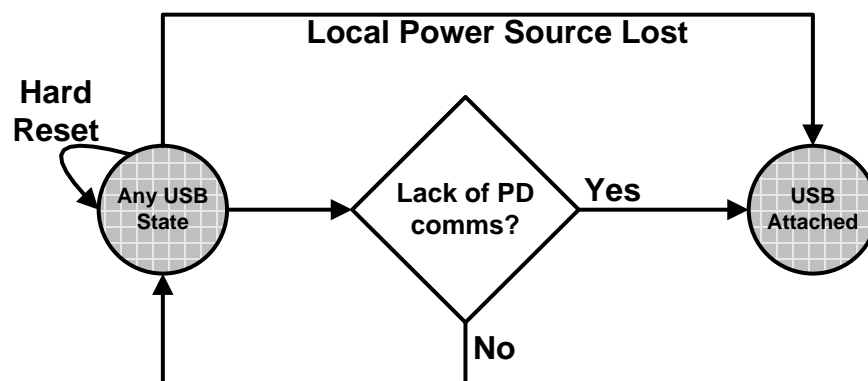 Local Power Source Lost
Hard
Reset
Any USB
State
Lack of PD
comms?
Yes
USB
Attached
No